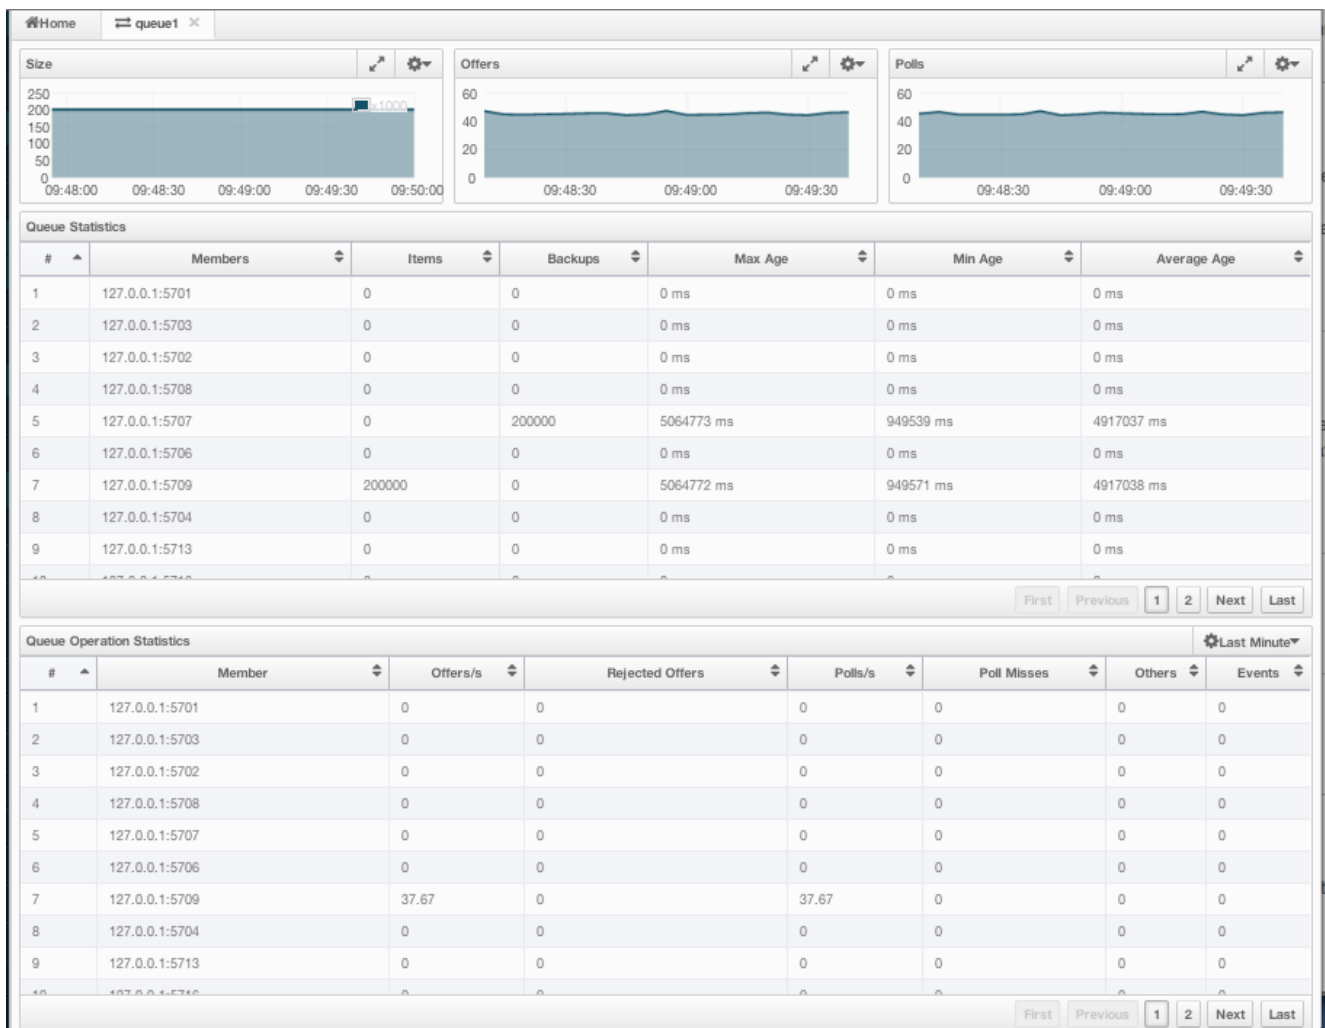 Home queue1
Size Offers Polls
250
200
150
100
50
0
x1000
09:48:00 09:48:30 09:49:00 09:49:30 09:50:00
60
40
20
0
09:48:30 09:49:00 09:49:30
60
40
20
0
09:48:30 09:49:00 09:49:30
Queue Statistics
# Members Items Backups Max Age Min Age Average Age
1 127.0.0.1:5701 0 0 0 ms 0 ms 0 ms
2 127.0.0.1:5703 0 0 0 ms 0 ms 0 ms
3 127.0.0.1:5702 0 0 0 ms 0 ms 0 ms
4 127.0.0.1:5708 0 0 0 ms 0 ms 0 ms
5 127.0.0.1:5707 0 200000 5064773 ms 949539 ms 4917037 ms
6 127.0.0.1:5706 0 0 0 ms 0 ms 0 ms
7 127.0.0.1:5709 200000 0 5064772 ms 949571 ms 4917038 ms
8 127.0.0.1:5704 0 0 0 ms 0 ms 0 ms
9 127.0.0.1:5713 0 0 0 ms 0 ms 0 ms
First Previous 1 2 Next Last
Queue Operation Statistics Last Minute
# Member Offers/s Rejected Offers Polls/s Poll Misses Others Events
1 127.0.0.1:5701 0 0 0 0 0 0
2 127.0.0.1:5703 0 0 0 0 0 0
3 127.0.0.1:5702 0 0 0 0 0 0
4 127.0.0.1:5708 0 0 0 0 0 0
5 127.0.0.1:5707 0 0 0 0 0 0
6 127.0.0.1:5706 0 0 0 0 0 0
7 127.0.0.1:5709 37.67 0 37.67 0 0 0
8 127.0.0.1:5704 0 0 0 0 0 0
9 127.0.0.1:5713 0 0 0 0 0 0
First Previous 1 2 Next Last